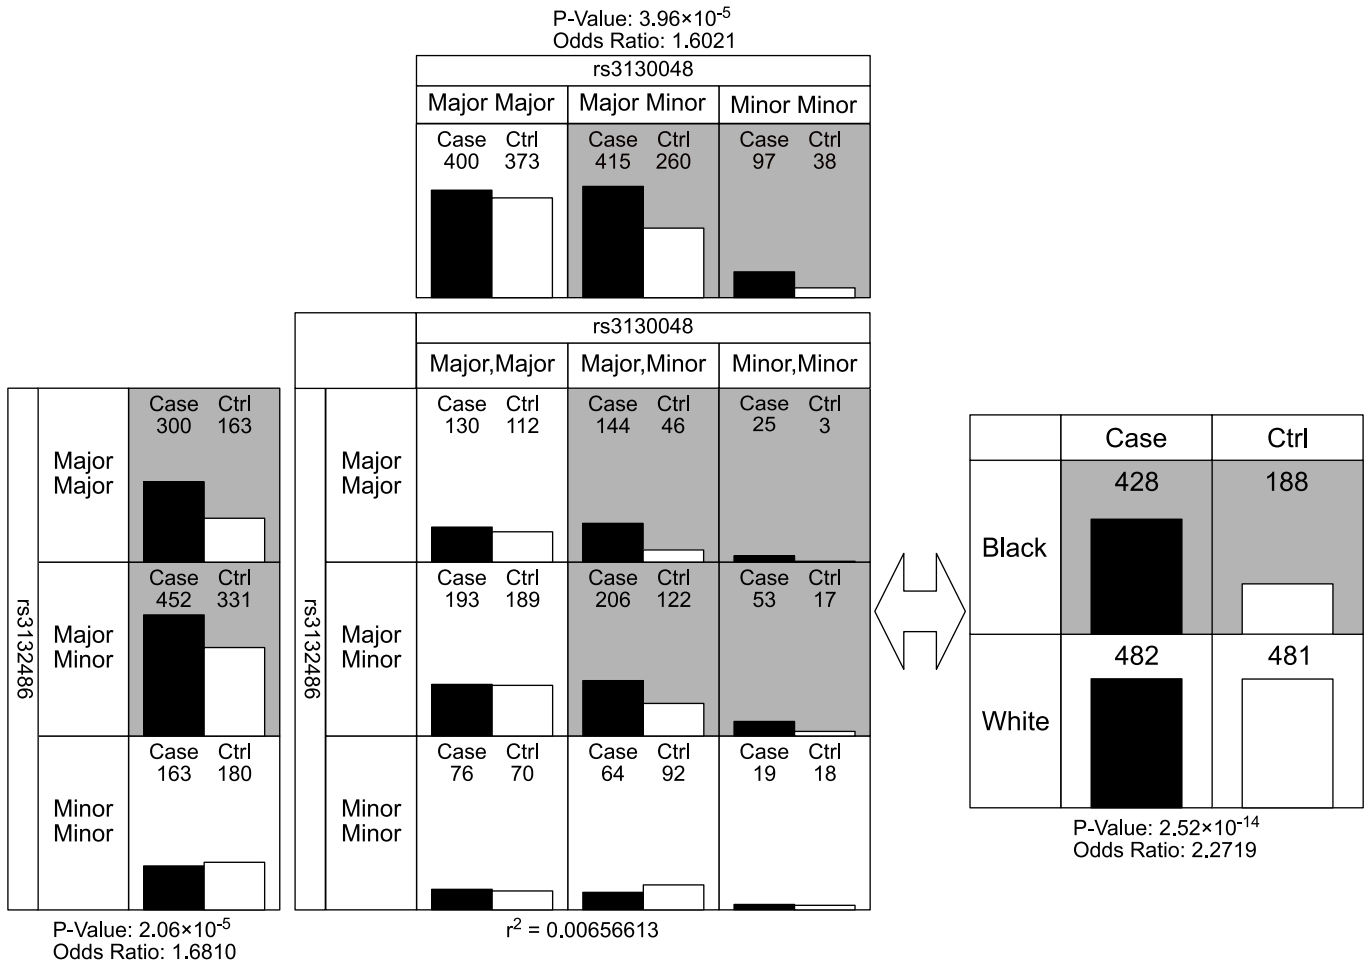 P-Value: 3.96×10-5
Odds Ratio: 1.6021
rs3130048
Major Major Major Minor Minor Minor
Case Ctrl Case Ctrl Case Ctrl
400 373 415 260 97 38
rs3130048
Major,Major Major,Minor Minor,Minor
rs3132486
Major
Major
Case Ctrl
300 163
Major
Minor
Case Ctrl
452 331
Minor
Minor
Case Ctrl
163 180
P-Value: 2.06×10-5
Odds Ratio: 1.6810
rs3132486
Major
Major
Case Ctrl Case Ctrl Case Ctrl
130 112 144 46 25 3
Major
Minor
Case Ctrl Case Ctrl Case Ctrl
193 189 206 122 53 17
Minor
Minor
Case Ctrl Case Ctrl Case Ctrl
76 70 64 92 19 18
r2 = 0.00656613
Case Ctrl
Black 428 188
White 482 481
P-Value: 2.52×10-14
Odds Ratio: 2.2719